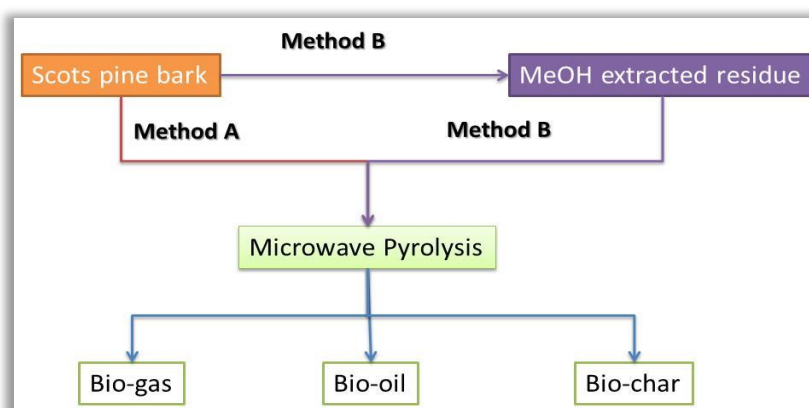 Method B
Scots pine bark
MeOH extracted residue
Method A
Method B
Microwave Pyrolysis
Bio-gas
Bio-oil
Bio-char